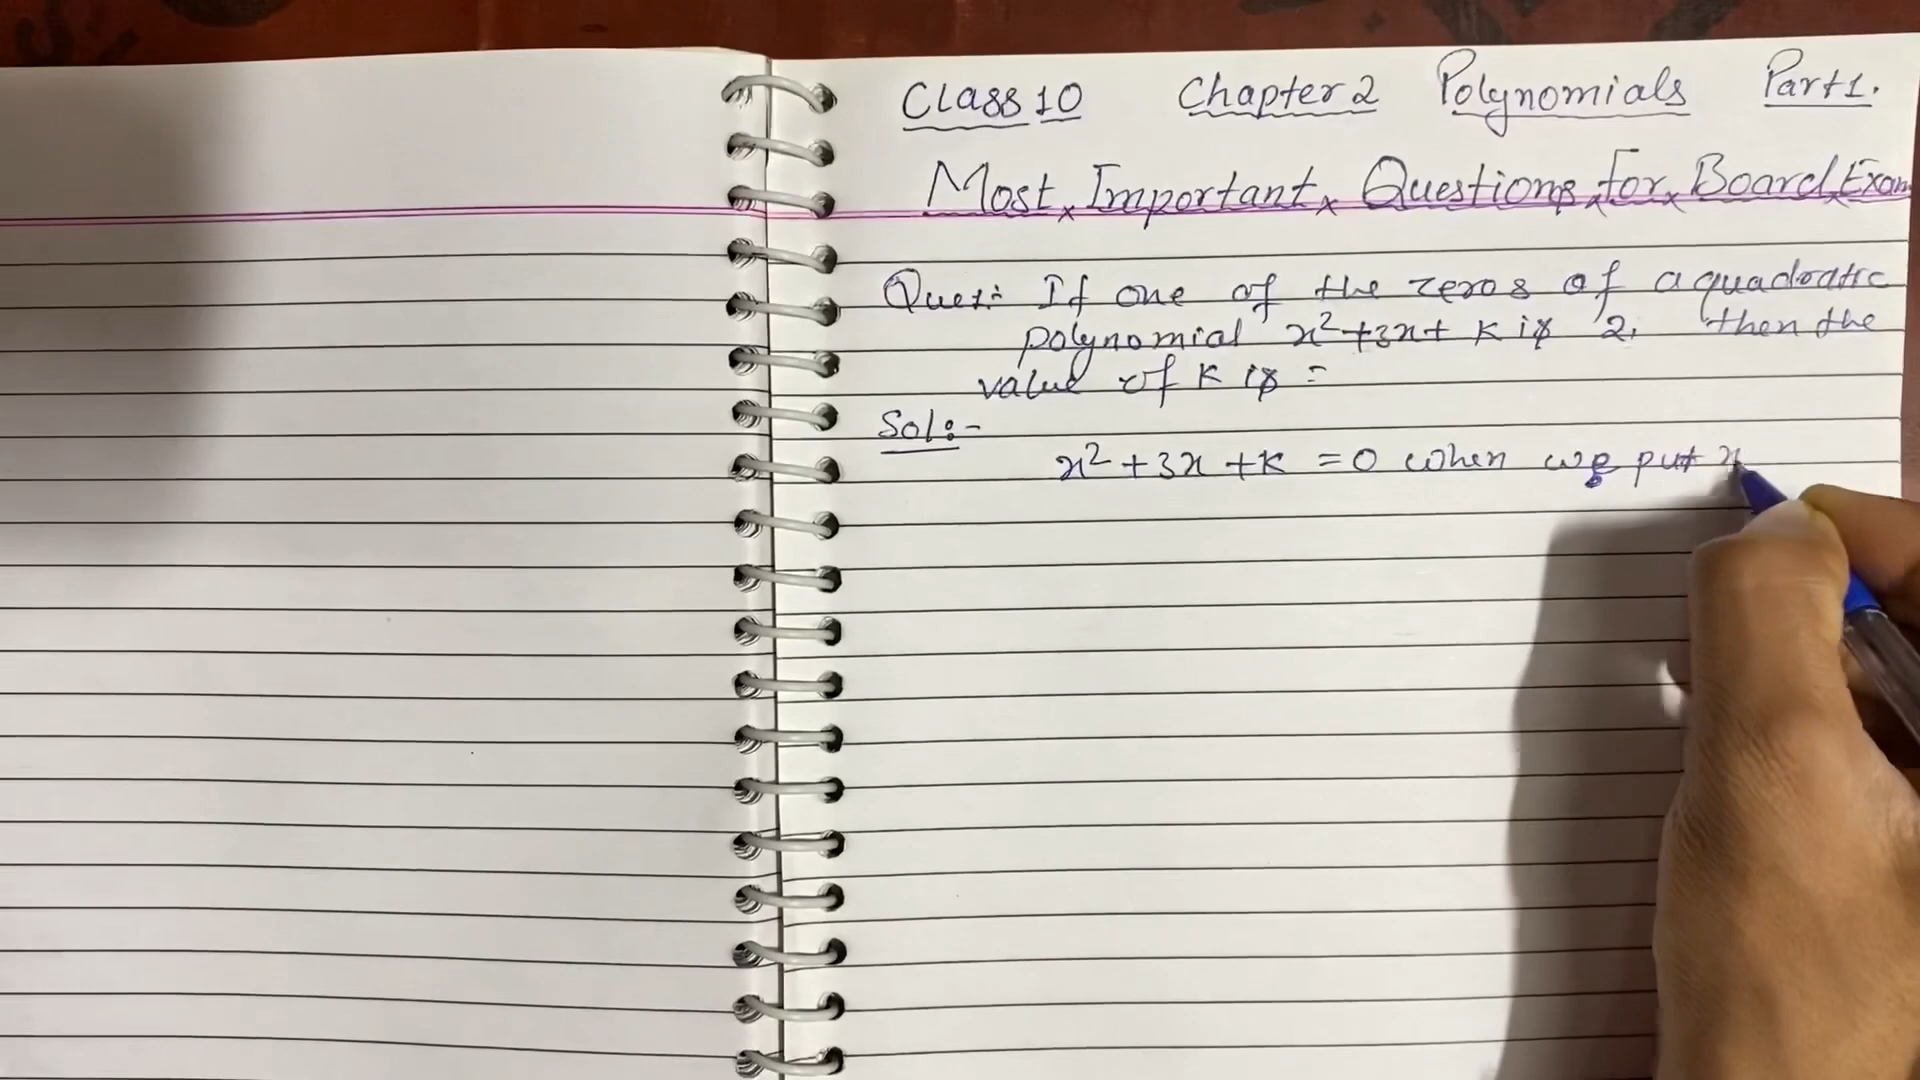 Class 10 Chapter 2 Polynomials Part 1.
Most Important Questions for Board Exam
Ques1: If one of the zeros of a quadratic
polynomial x²+3x+ K is 2, then the
value of K is =
Sol:-
x² + 3x + K = 0 when we put x